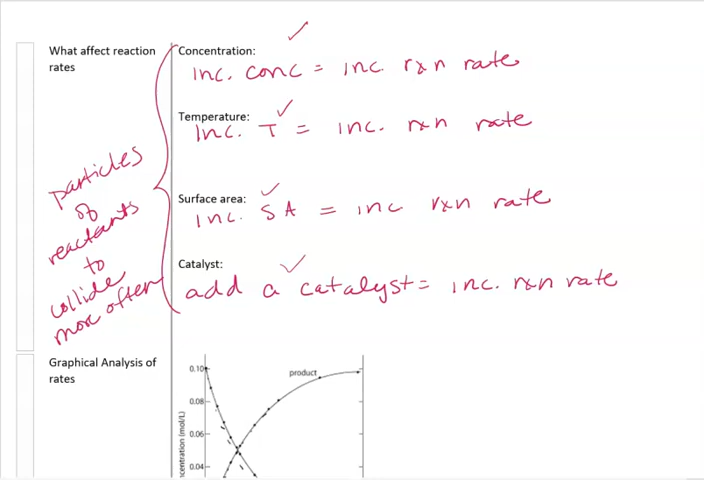 What affect reaction
rates
Concentration:
inc. conc = inc rxn rate
Temperature:
inc. T = inc. rxn rate
Surface area:
inc. SA = inc rxn rate
Catalyst:
add a catalyst = inc. rxn rate
particles
of
reactants
to
collide
more often
Graphical Analysis of
rates
0.10
0.08
0.06
0.04
centration (mol/L)
product